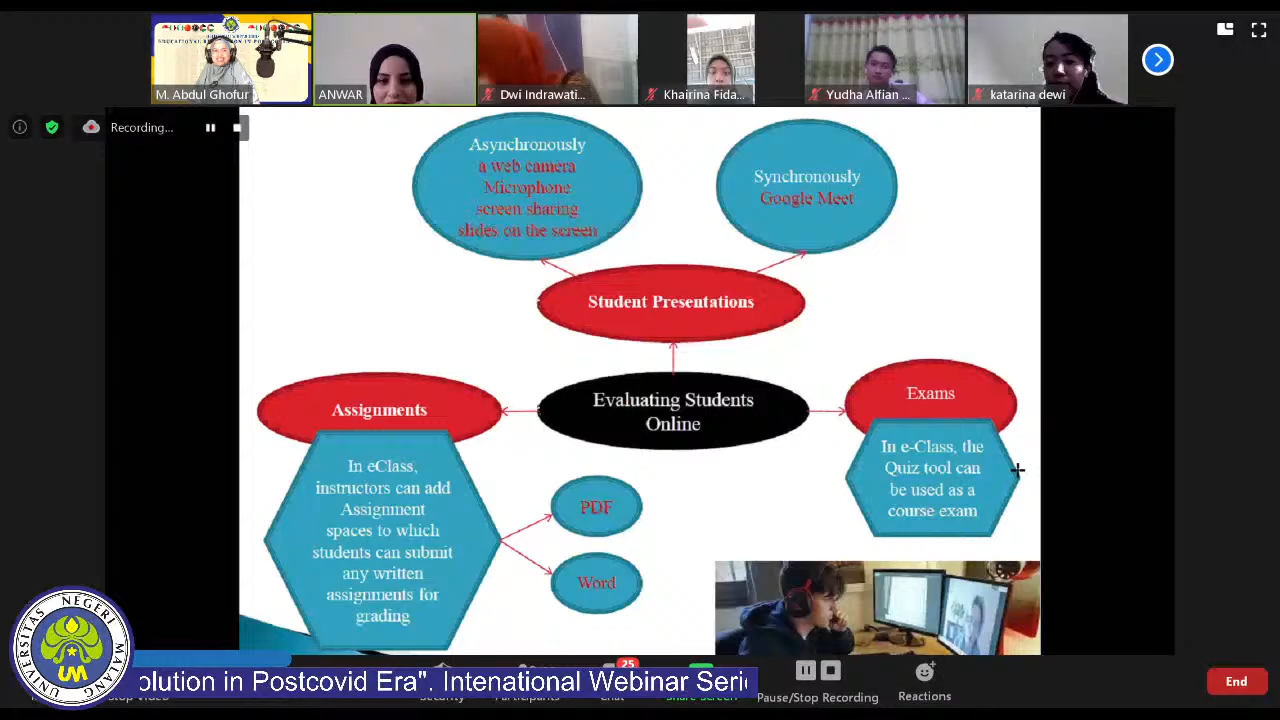 M. Abdul Ghofur
ANWAR
Dwi Indrawati...
Khairina Fida...
Yudha Alfian ...
katarina dewi
Recording...
Asynchronously
a web camera
Microphone
screen sharing
slides on the screen
Synchronously
Google Meet
Student Presentations
Evaluating Students
Online
Assignments
In eClass,
instructors can add
Assignment
spaces to which
students can submit
any written
assignments for
grading
PDF
Word
Exams
In e-Class, the
Quiz tool can
be used as a
course exam
UNIVERSITAS NEGERI MALANG
UM
25
olution in Postcovid Era". Intenational Webinar Serie
Pause/Stop Recording
Reactions
End